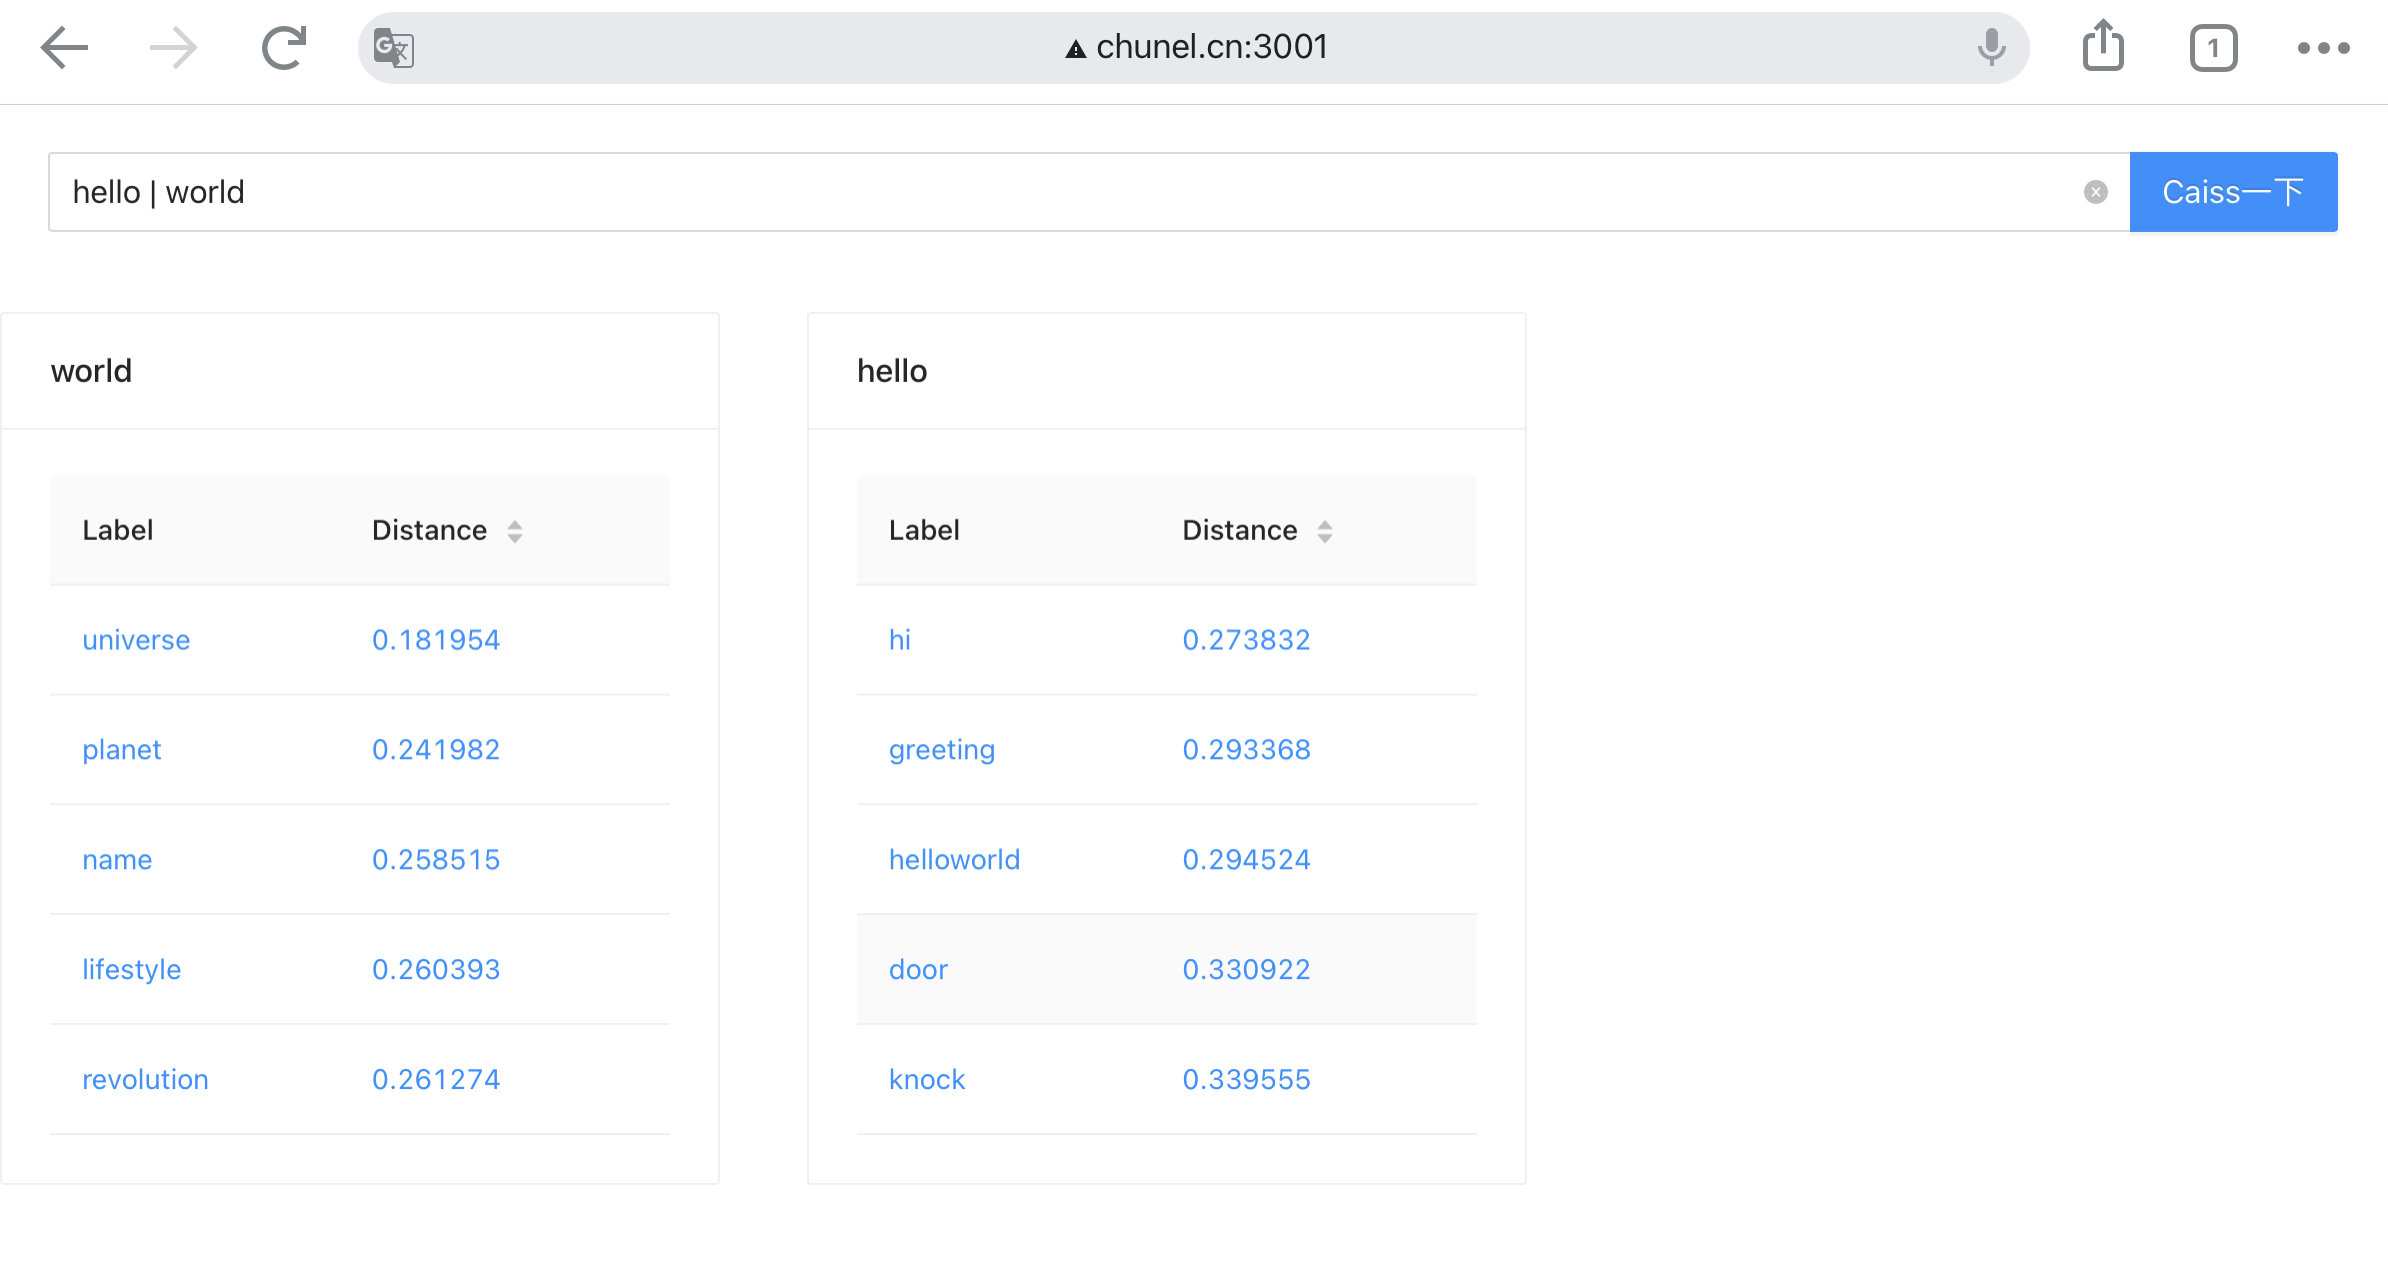 chunel.cn:3001
1
hello | world
Caiss一下
world
Label Distance
universe 0.181954
planet 0.241982
name 0.258515
lifestyle 0.260393
revolution 0.261274
hello
Label Distance
hi 0.273832
greeting 0.293368
helloworld 0.294524
door 0.330922
knock 0.339555